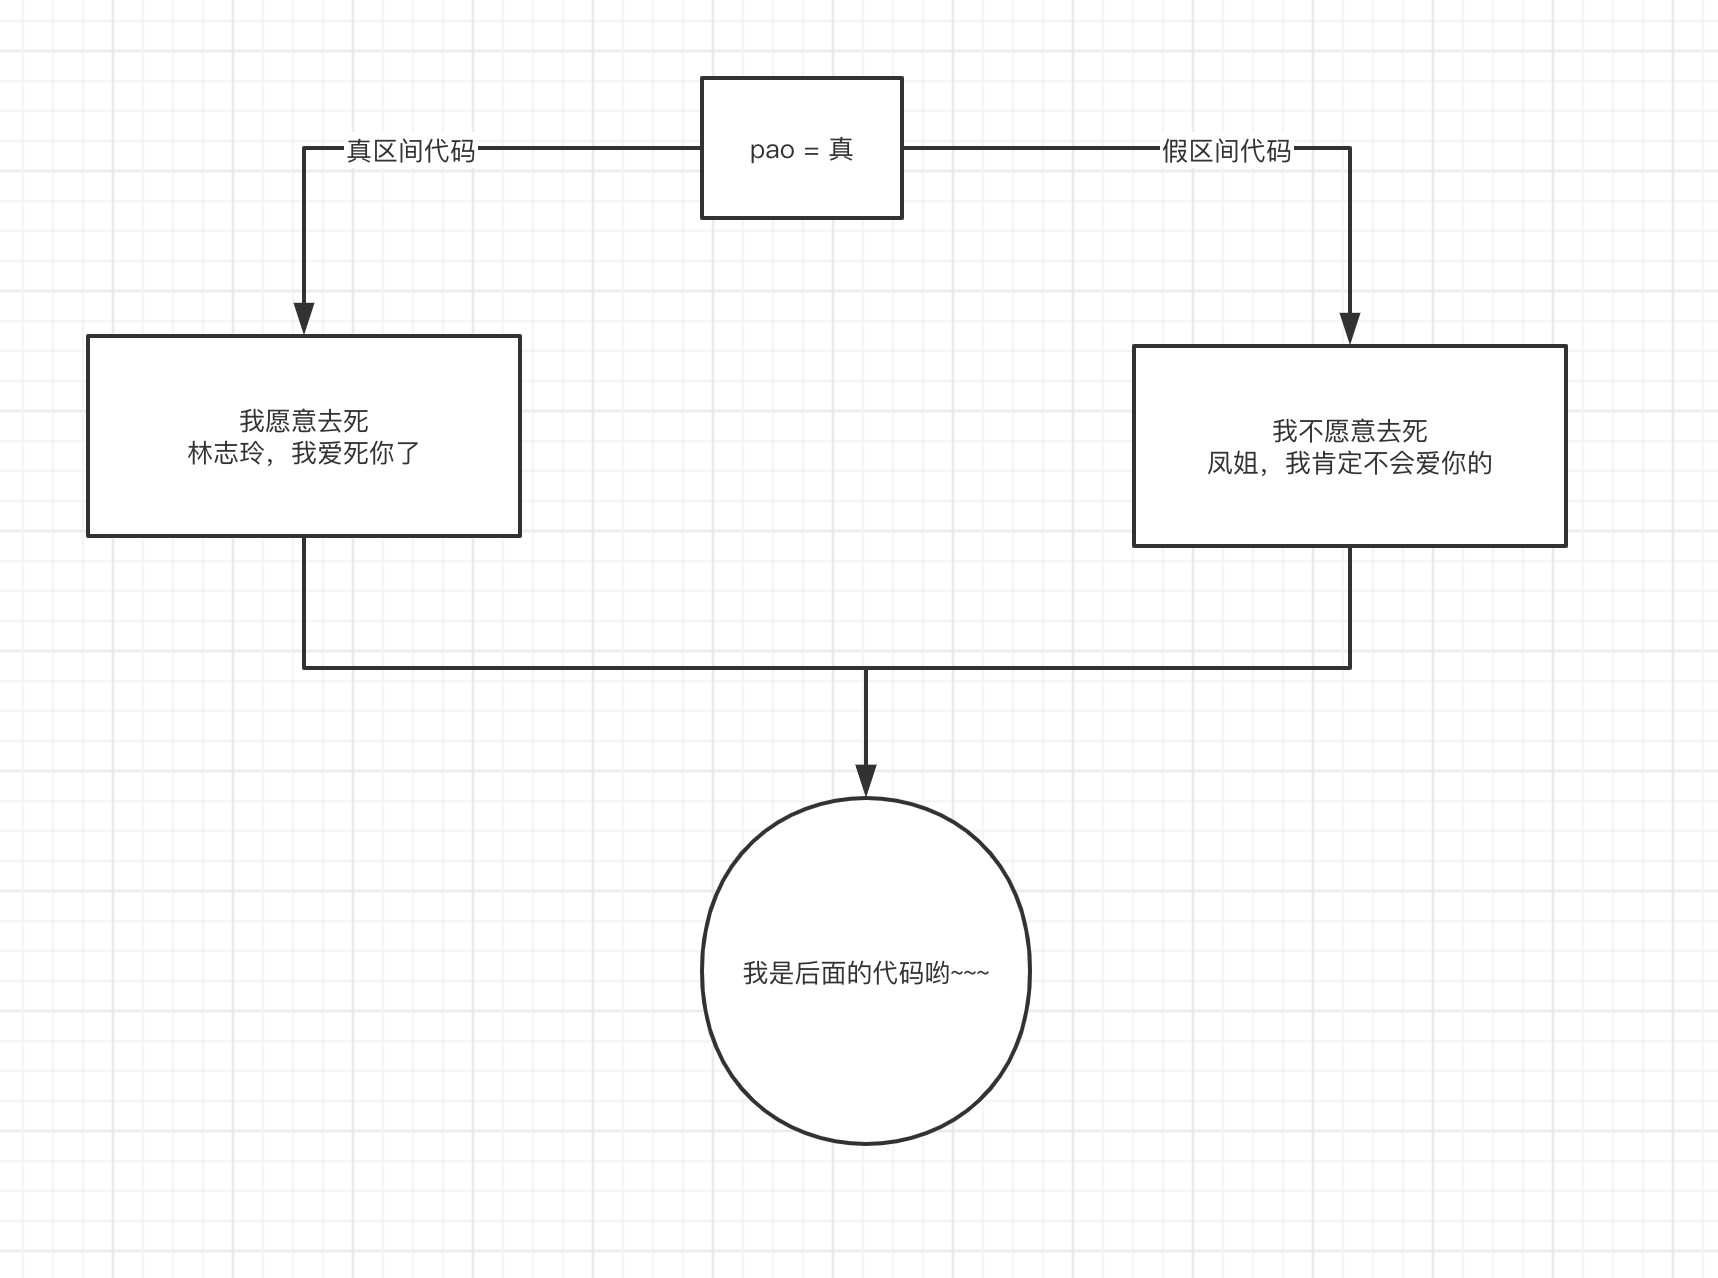 pao = 真
真区间代码
假区间代码
我愿意去死
林志玲，我爱死你了
我不愿意去死
凤姐，我肯定不会爱你的
我是后面的代码哟~~~